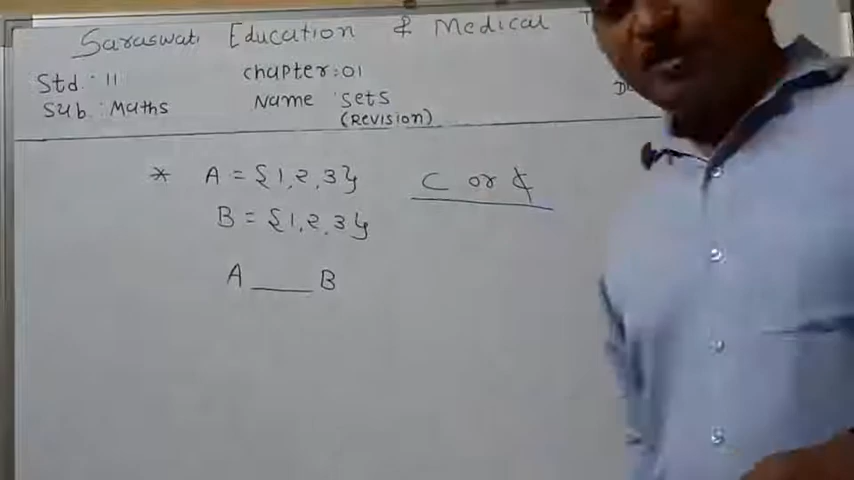 Saraswati Education & Medical
Std : 11 chapter : 01
Sub : Maths Name : Sets
(Revision)
* A = {1, 2, 3} ⊂ or ⊄
B = {1, 2, 3}
A ____ B